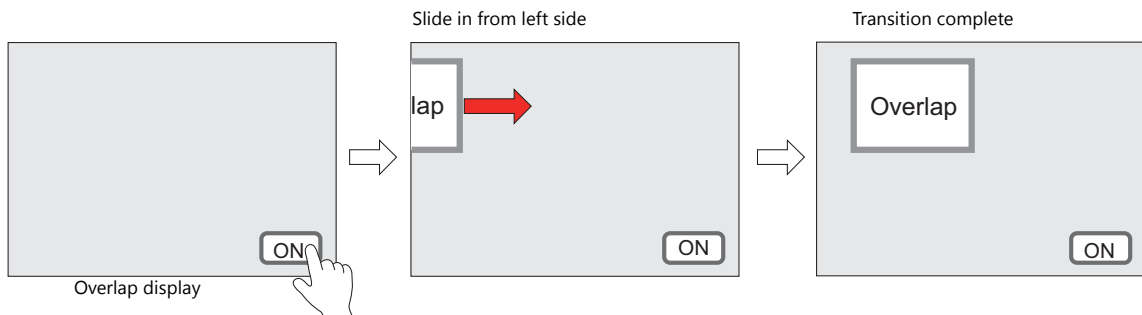 Slide in from left side
Transition complete
lap
Overlap
ON
ON
ON
Overlap display